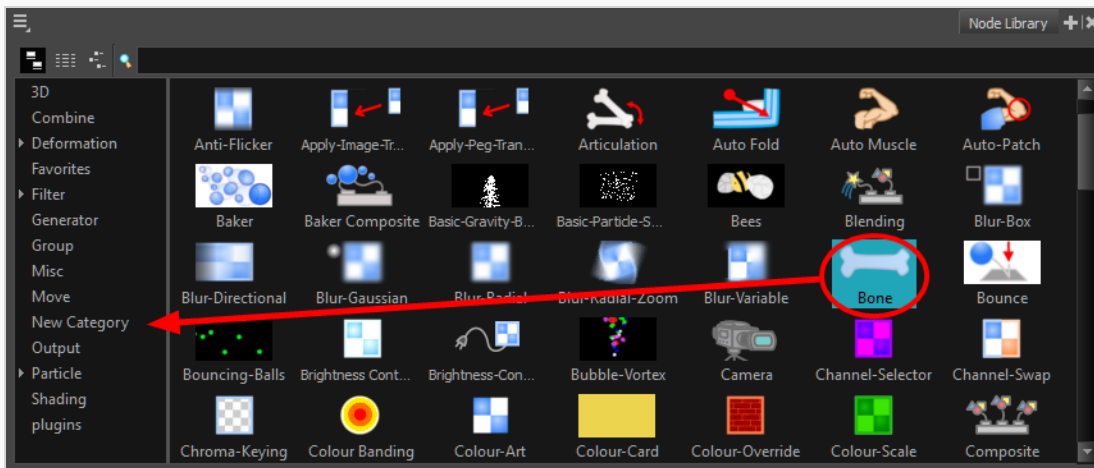 Node Library
3D
Combine
Deformation
Favorites
Filter
Generator
Group
Misc
Move
New Category
Output
Particle
Shading
plugins
Anti-Flicker Apply-Image-Tr... Apply-Peg-Tran... Articulation Auto Fold Auto Muscle Auto-Patch
Baker Baker Composite Basic-Gravity-B... Basic-Particle-S... Bees Blending Blur-Box
Blur-Directional Blur-Gaussian Blur-Radial Blur-Radial-Zoom Blur-Variable Bone Bounce
Bouncing-Balls Brightness Cont... Brightness-Con... Bubble-Vortex Camera Channel-Selector Channel-Swap
Chroma-Keying Colour Banding Colour-Art Colour-Card Colour-Override Colour-Scale Composite